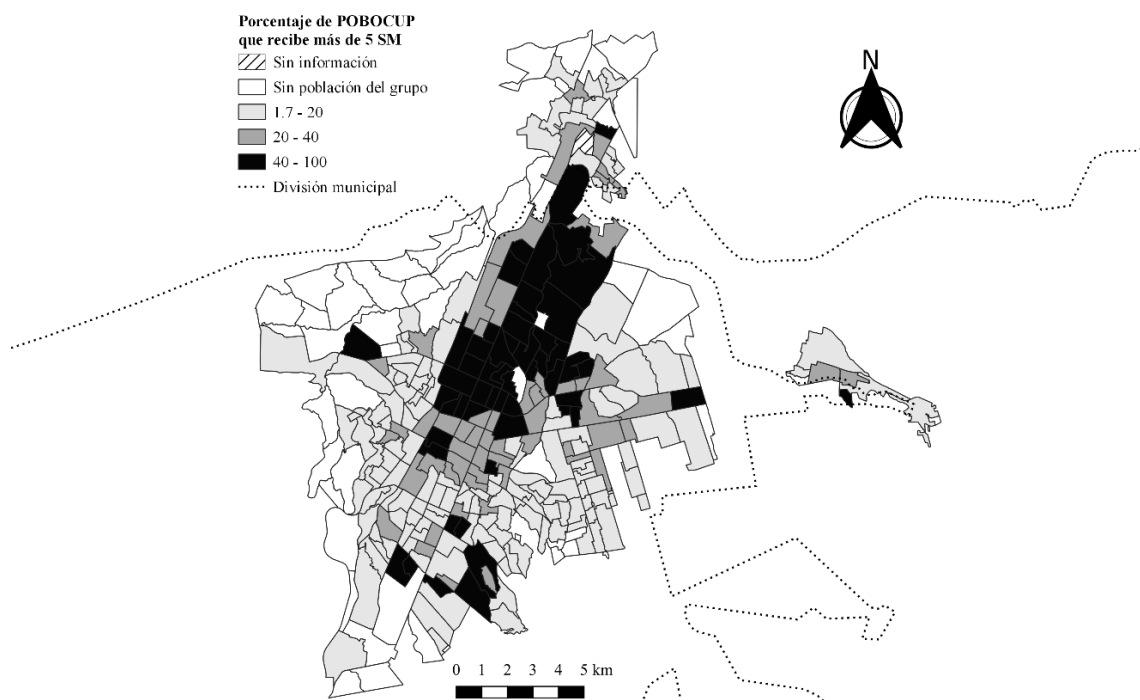 Porcentaje de POBOCUP
que recibe más de 5 SM
Sin información
Sin población del grupo
1.7 - 20
20 - 40
40 - 100
División municipal
N
0 1 2 3 4 5 km